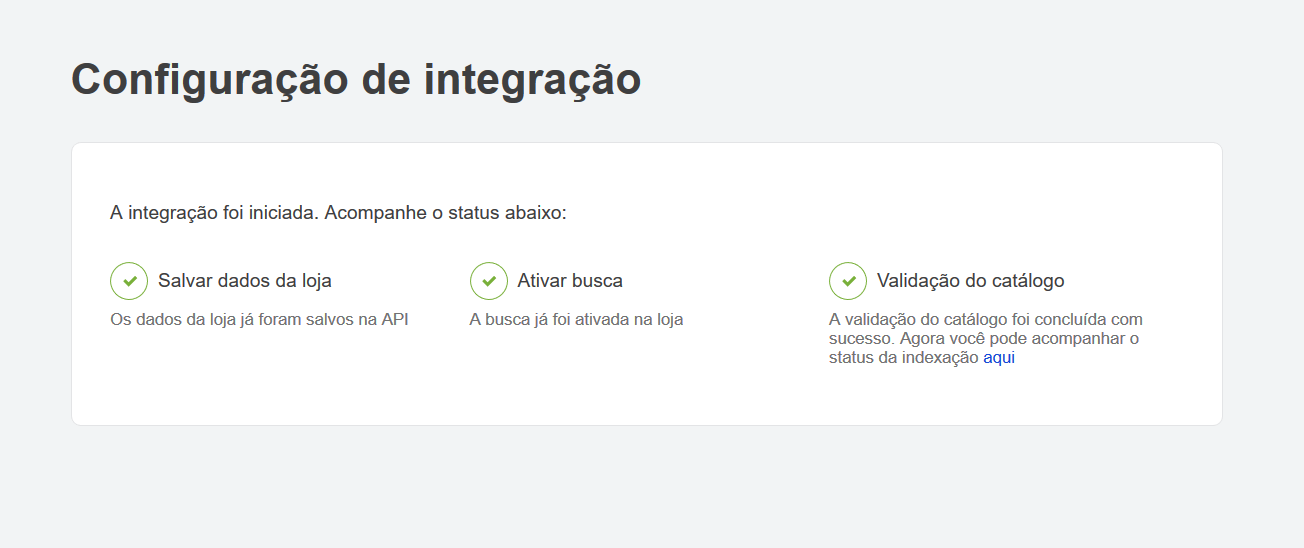 Configuração de integração
A integração foi iniciada. Acompanhe o status abaixo:
Salvar dados da loja
Os dados da loja já foram salvos na API
Ativar busca
A busca já foi ativada na loja
Validação do catálogo
A validação do catálogo foi concluída com
sucesso. Agora você pode acompanhar o
status da indexação aqui